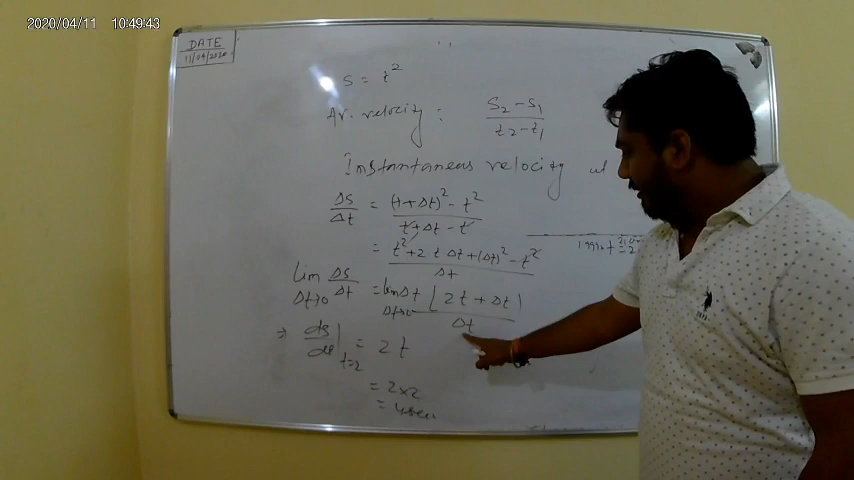 2020/04/11 10:49:43
DATE
11/04/2020
S = t²
Av. velocity : (S₂ - S₁)/(t₂ - t₁)
Instantaneus velocity at
Δs/Δt = ((t + Δt)² - t²)/(t + Δt - t)
= (t² + 2 t Δt + (Δt)² - t²)/Δt
lim Δt→0 Δs/Δt = lim Δt→0 Δt [2t + Δt]/Δt
⇒ ds/dt |t=2 = 2t
= 2×2